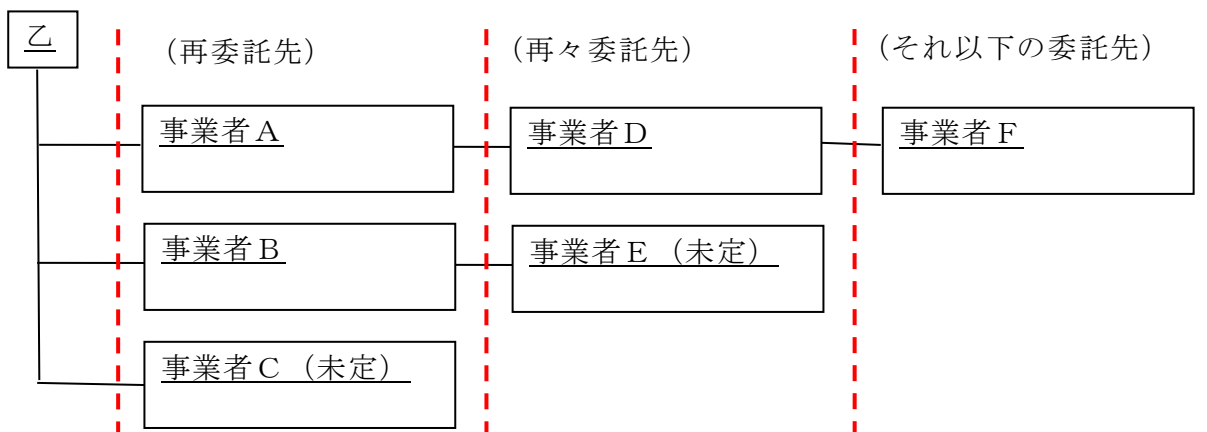 乙
（再委託先）
（再々委託先）
（それ以下の委託先）
事業者Ａ
事業者Ｄ
事業者Ｆ
事業者Ｂ
事業者Ｅ（未定）
事業者Ｃ（未定）